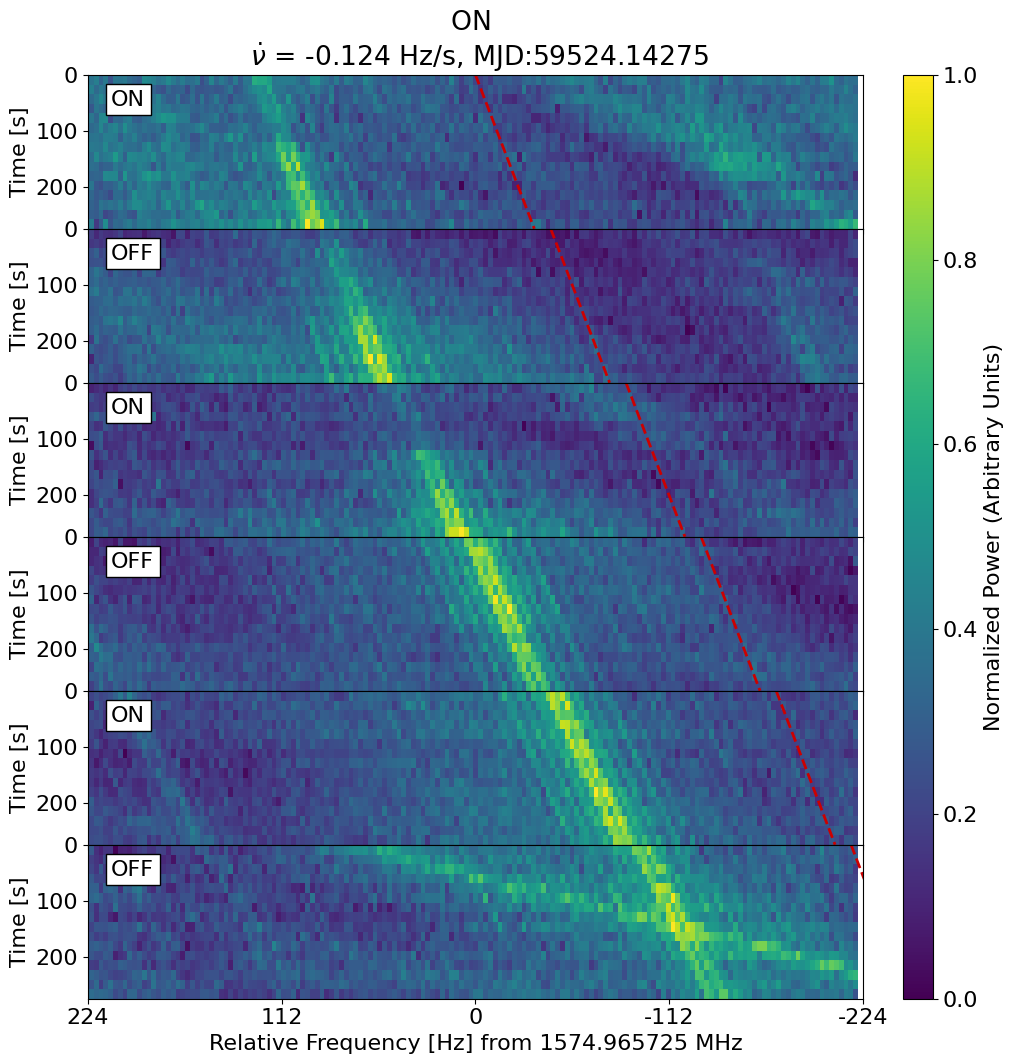 ON
ν̇ = -0.124 Hz/s, MJD:59524.14275
0
ON
100
Time [s]
200
0
OFF
100
Time [s]
200
0
ON
100
Time [s]
200
0
OFF
100
Time [s]
200
0
ON
100
Time [s]
200
0
OFF
100
Time [s]
200
224 112 0 -112 -224
Relative Frequency [Hz] from 1574.965725 MHz
1.0
0.8
0.6
0.4
0.2
0.0
Normalized Power (Arbitrary Units)